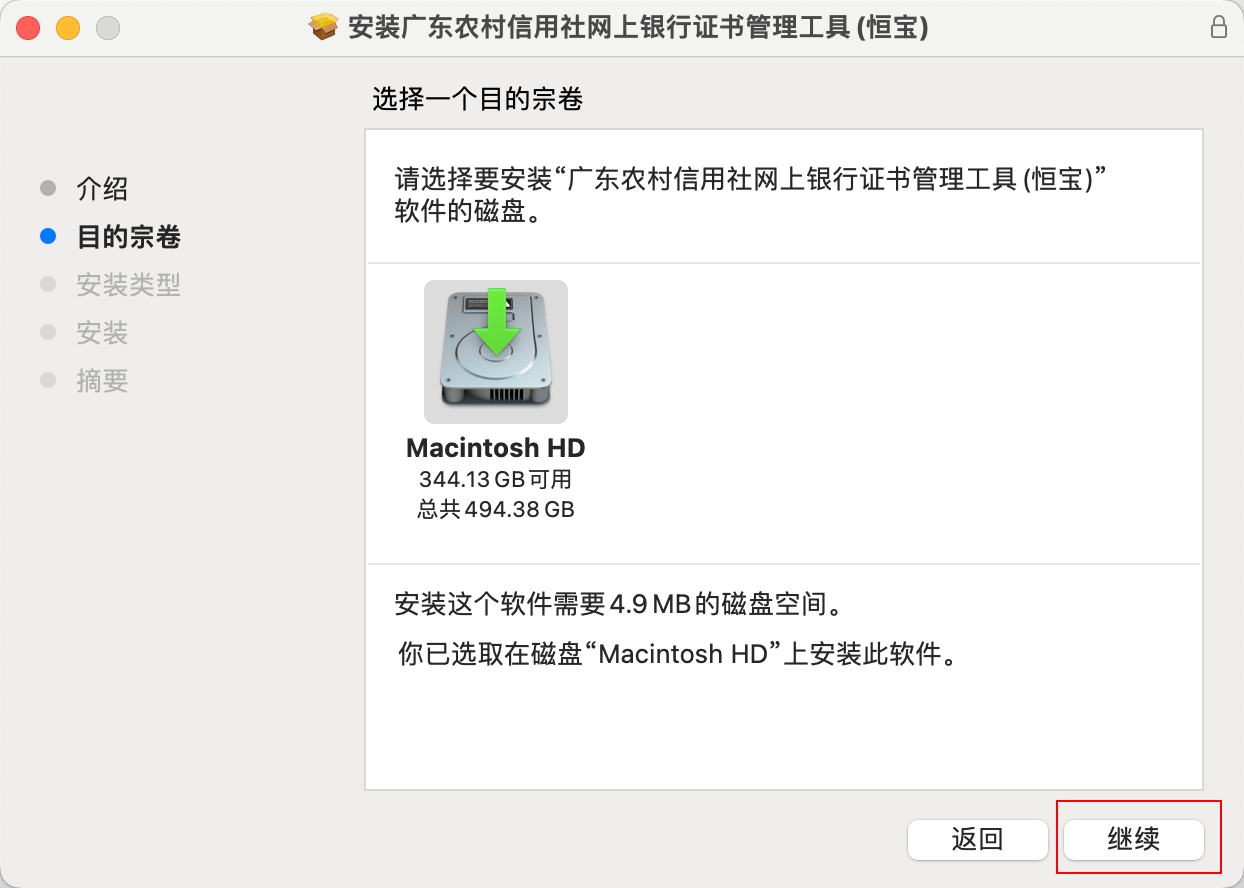 安装广东农村信用社网上银行证书管理工具(恒宝)
选择一个目的宗卷
介绍
目的宗卷
安装类型
安装
摘要
请选择要安装“广东农村信用社网上银行证书管理工具(恒宝)”
软件的磁盘。
Macintosh HD
344.13 GB可用
总共494.38 GB
安装这个软件需要4.9 MB的磁盘空间。
你已选取在磁盘“Macintosh HD”上安装此软件。
返回
继续